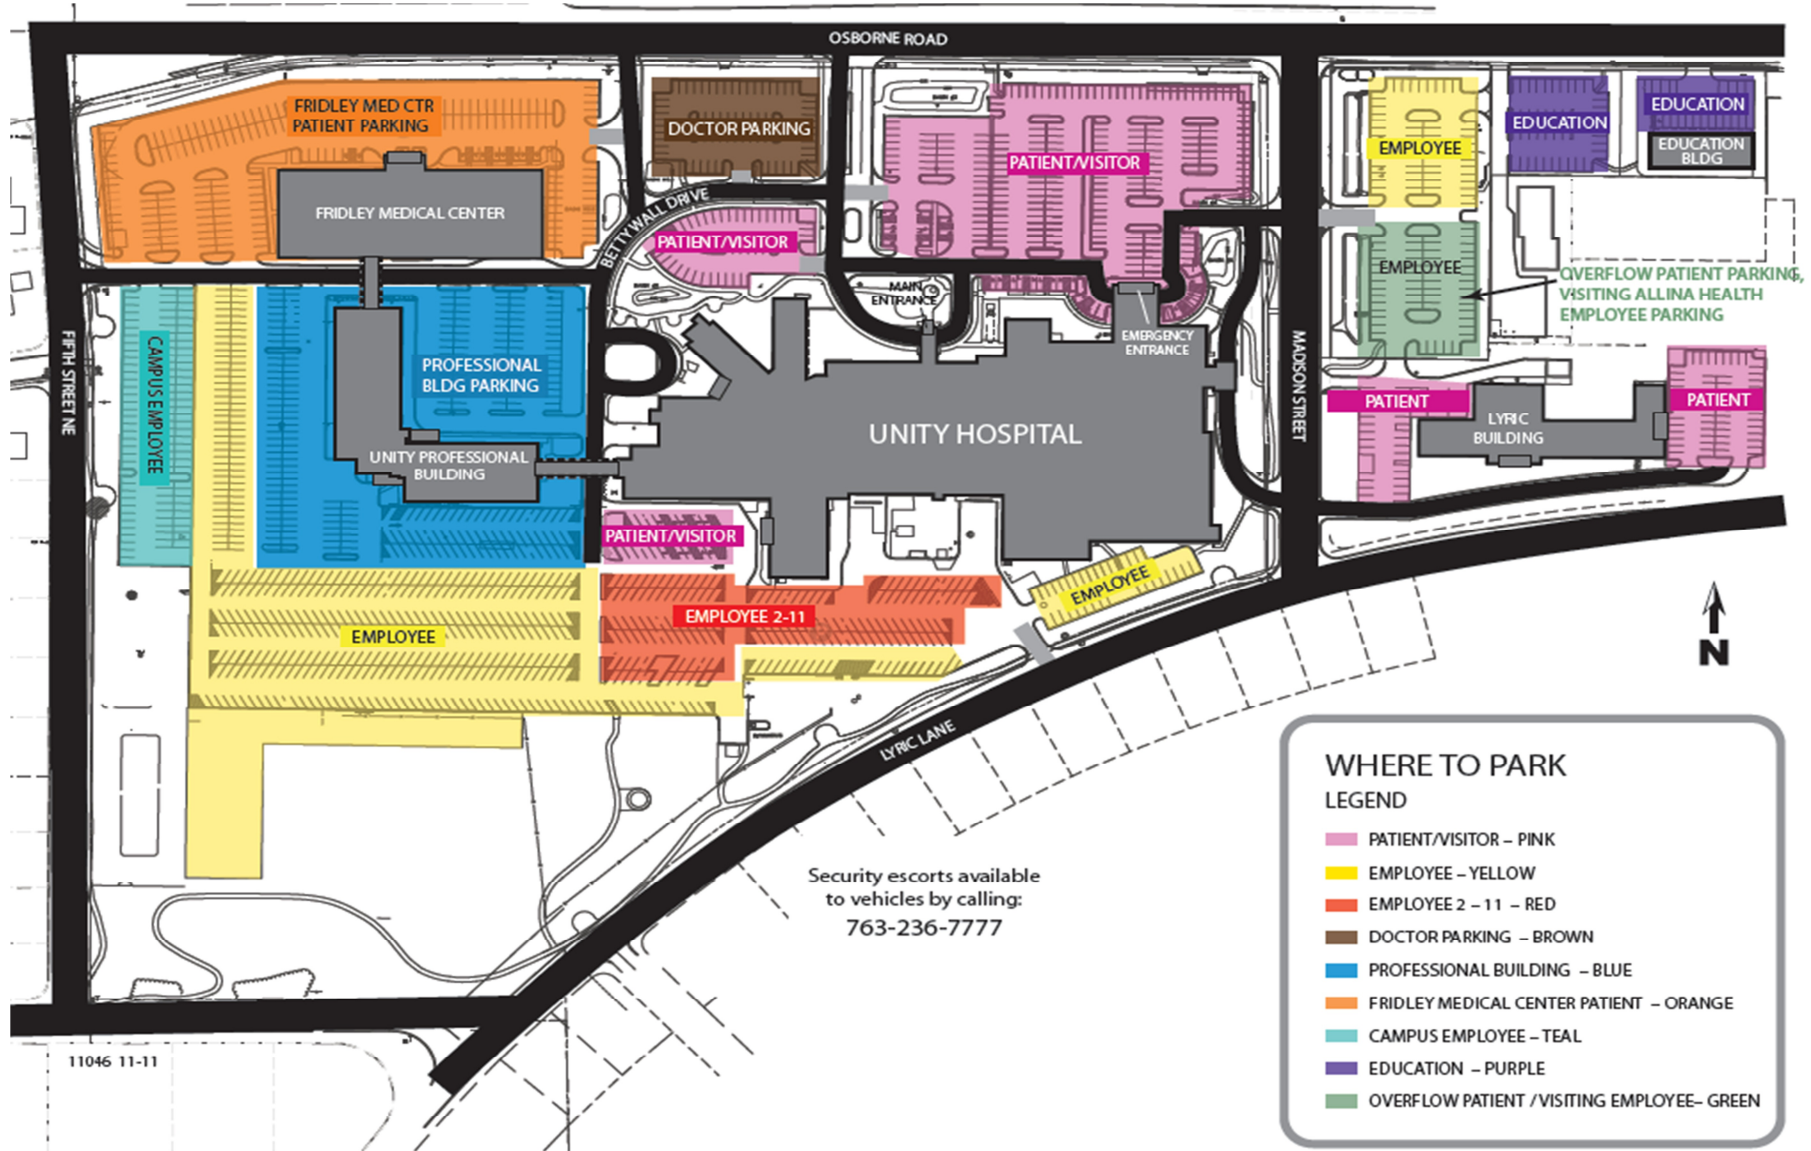 OSBORNE ROAD
FRIDLEY MED CTR
PATIENT PARKING
DOCTOR PARKING
PATIENT/VISITOR
EMPLOYEE
EDUCATION
EDUCATION
EDUCATION
BLDG
FRIDLEY MEDICAL CENTER
BETTY WALL DRIVE
PATIENT/VISITOR
MAIN
ENTRANCE
EMERGENCY
ENTRANCE
EMPLOYEE
OVERFLOW PATIENT PARKING,
VISITING ALLINA HEALTH
EMPLOYEE PARKING
FIFTH STREET NE
CAMPUS EMPLOYEE
PROFESSIONAL
BLDG PARKING
MADISON STREET
PATIENT
LYRIC
BUILDING
PATIENT
UNITY PROFESSIONAL
BUILDING
UNITY HOSPITAL
PATIENT/VISITOR
EMPLOYEE
EMPLOYEE 2-11
EMPLOYEE
N
LYRIC LANE
WHERE TO PARK
LEGEND
PATIENT/VISITOR – PINK
EMPLOYEE – YELLOW
EMPLOYEE 2 – 11 – RED
DOCTOR PARKING – BROWN
PROFESSIONAL BUILDING – BLUE
FRIDLEY MEDICAL CENTER PATIENT – ORANGE
CAMPUS EMPLOYEE – TEAL
EDUCATION – PURPLE
OVERFLOW PATIENT / VISITING EMPLOYEE– GREEN
Security escorts available
to vehicles by calling:
763-236-7777
11046 11-11